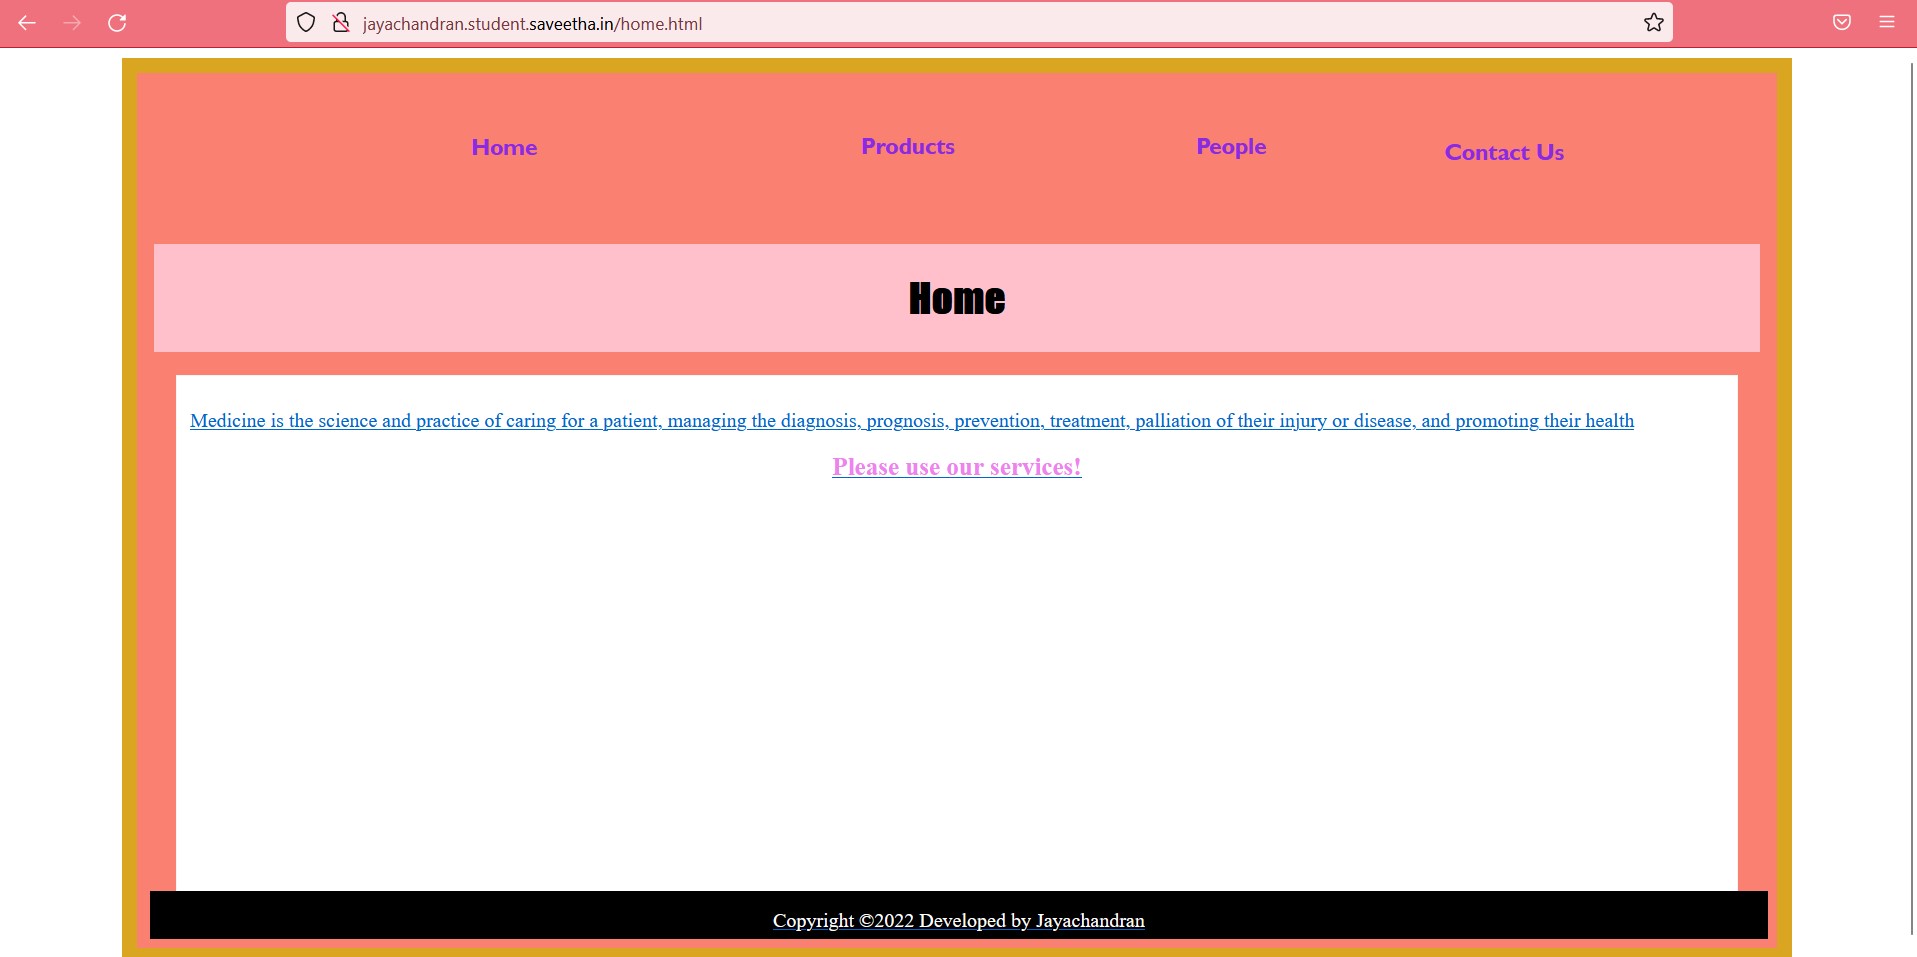 jayachandran.student.saveetha.in/home.html
Home Products People Contact Us
Home
Medicine is the science and practice of caring for a patient, managing the diagnosis, prognosis, prevention, treatment, palliation of their injury or disease, and promoting their health
Please use our services!
Copyright ©2022 Developed by Jayachandran